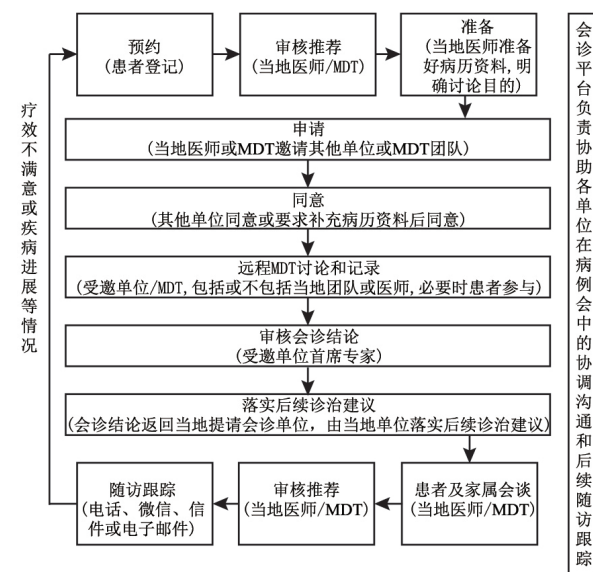 预约
(患者登记)
审核推荐
(当地医师/MDT)
准备
(当地医师准备
好病历资料,明
确讨论目的)
申请
(当地医师或MDT邀请其他单位或MDT团队)
同意
(其他单位同意或要求补充病历资料后同意)
远程MDT讨论和记录
(受邀单位/MDT,包括或不包括当地团队或医师,必要时患者参与)
审核会诊结论
(受邀单位首席专家)
落实后续诊治建议
(会诊结论返回当地提请会诊单位，由当地单位落实后续诊治建议)
患者及家属会谈
(当地医师/MDT)
审核推荐
(当地医师/MDT)
随访跟踪
(电话、微信、信
件或电子邮件)
疗效不满意或疾病进展等情况
会诊平台负责协助各单位在病例会中的协调沟通和后续随访跟踪